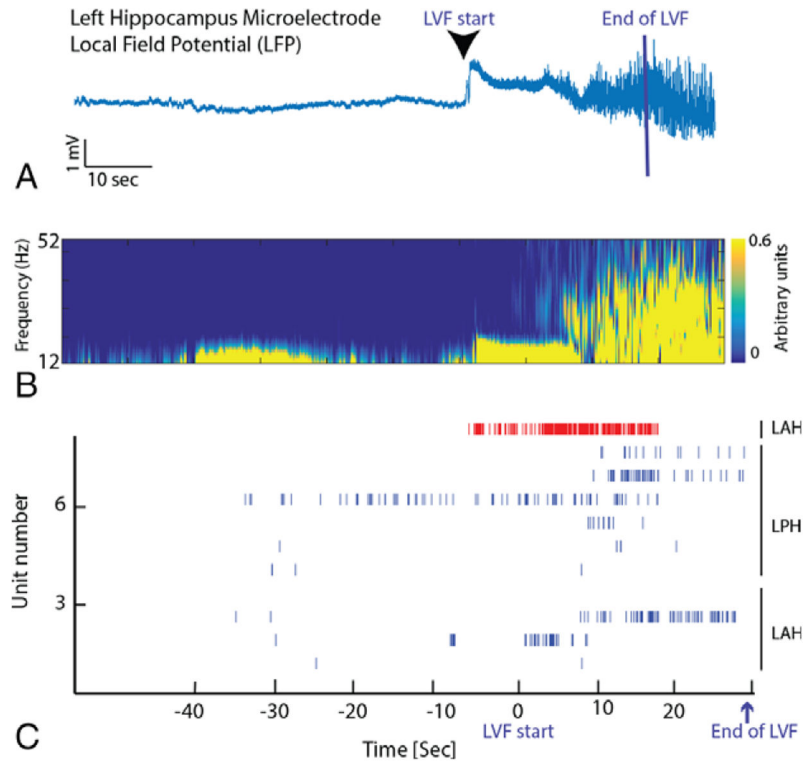 Left Hippocampus Microelectrode
Local Field Potential (LFP)
LVF start
End of LVF
1 mV
10 sec
A
52
Frequency (Hz)
12
0.6
Arbitrary units
0
B
LAH
6
LPH
Unit number
3
LAH
-40 -30 -20 -10 0 10 20
LVF start
End of LVF
Time [Sec]
C